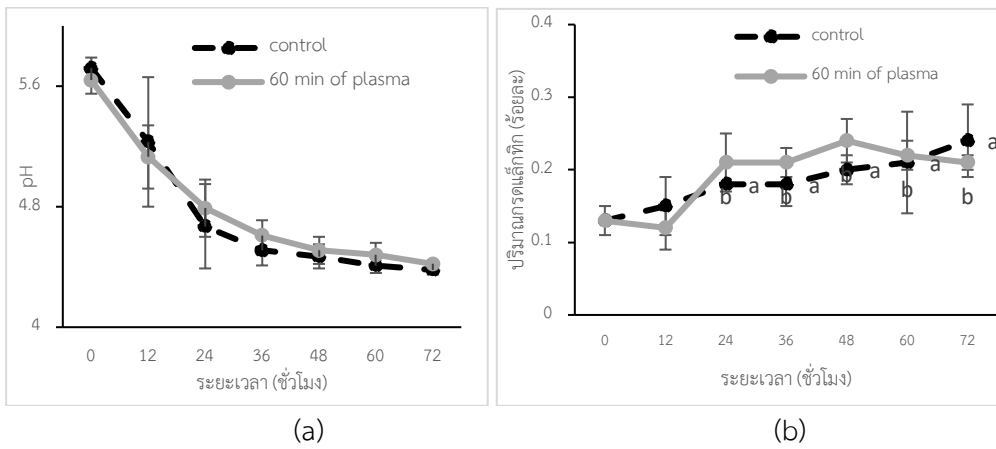 control
60 min of plasma
pH
5.6
4.8
4
0 12 24 36 48 60 72
ระยะเวลา (ชั่วโมง)
(a)
control
60 min of plasma
ปริมาณกรดแล็กทิก (ร้อยละ)
0.4
0.3
0.2
0.1
0
a a a a a
b b b b b
0 12 24 36 48 60 72
ระยะเวลา (ชั่วโมง)
(b)